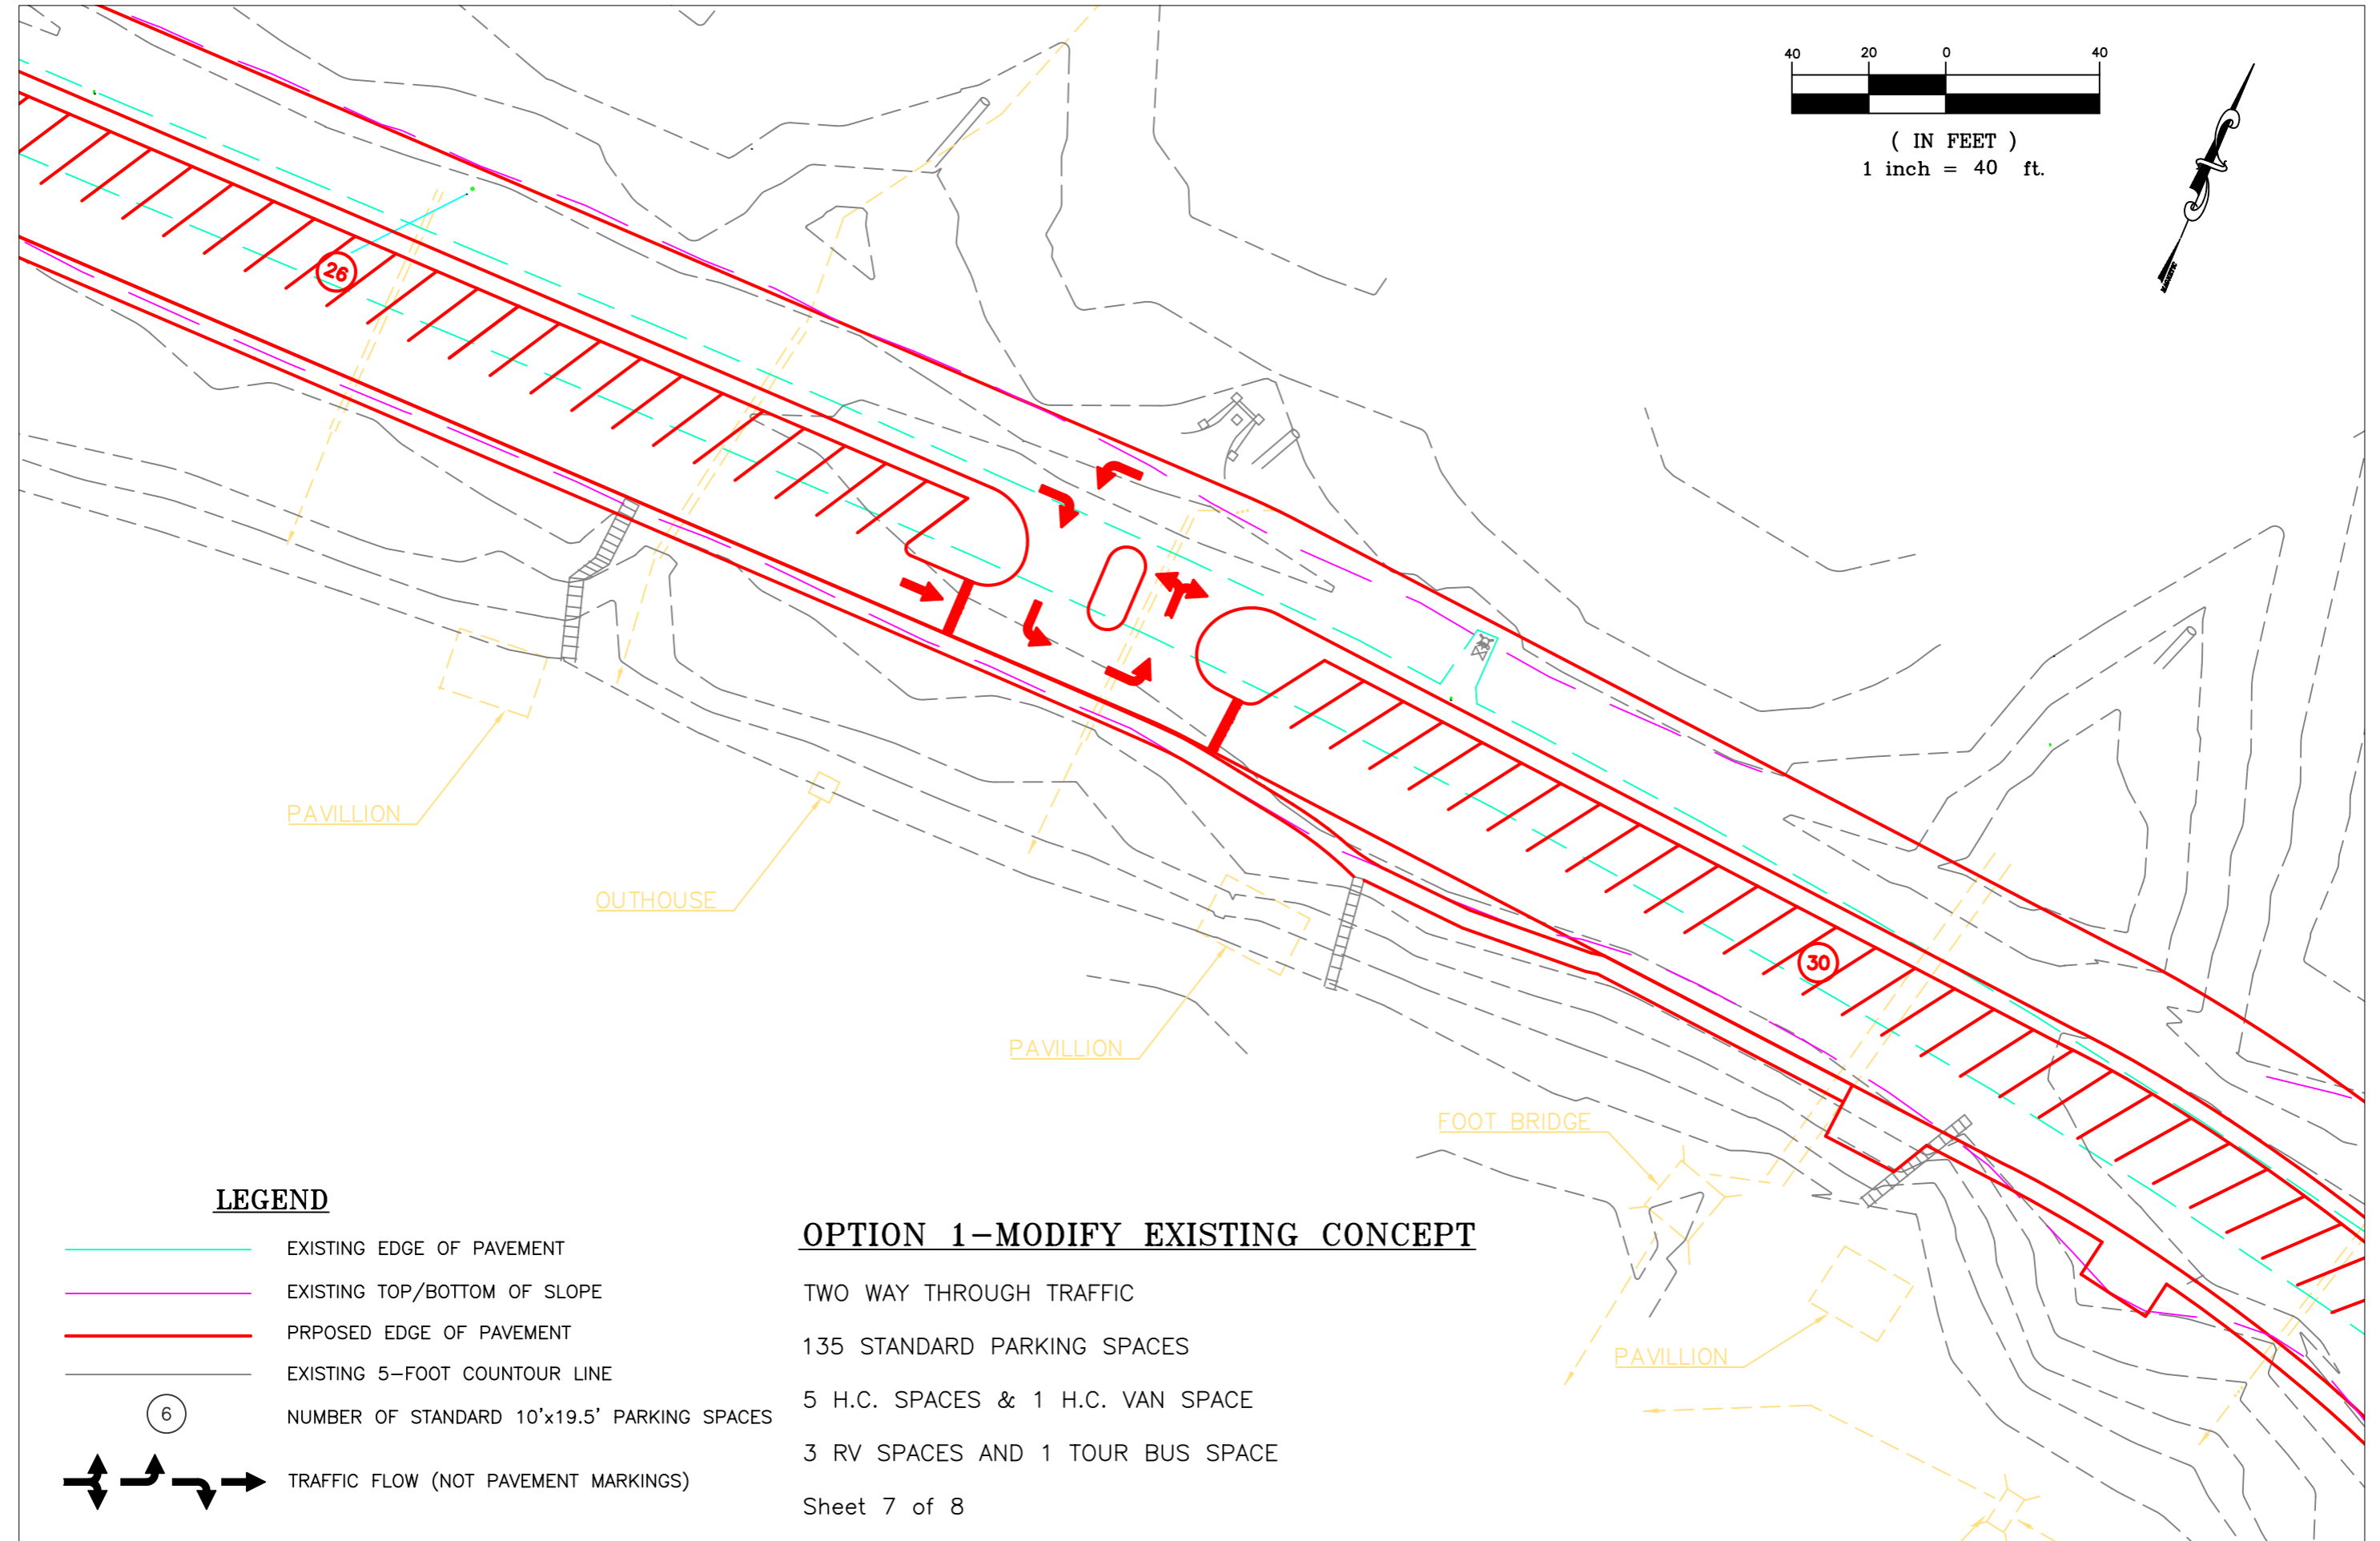 40 20 0 40
( IN FEET )
1 inch = 40 ft.
MAGNETIC
26
30
PAVILLION
OUTHOUSE
PAVILLION
FOOT BRIDGE
PAVILLION
LEGEND
EXISTING EDGE OF PAVEMENT
EXISTING TOP/BOTTOM OF SLOPE
PRPOSED EDGE OF PAVEMENT
EXISTING 5-FOOT COUNTOUR LINE
6 NUMBER OF STANDARD 10'x19.5' PARKING SPACES
TRAFFIC FLOW (NOT PAVEMENT MARKINGS)
OPTION 1-MODIFY EXISTING CONCEPT
TWO WAY THROUGH TRAFFIC
135 STANDARD PARKING SPACES
5 H.C. SPACES & 1 H.C. VAN SPACE
3 RV SPACES AND 1 TOUR BUS SPACE
Sheet 7 of 8